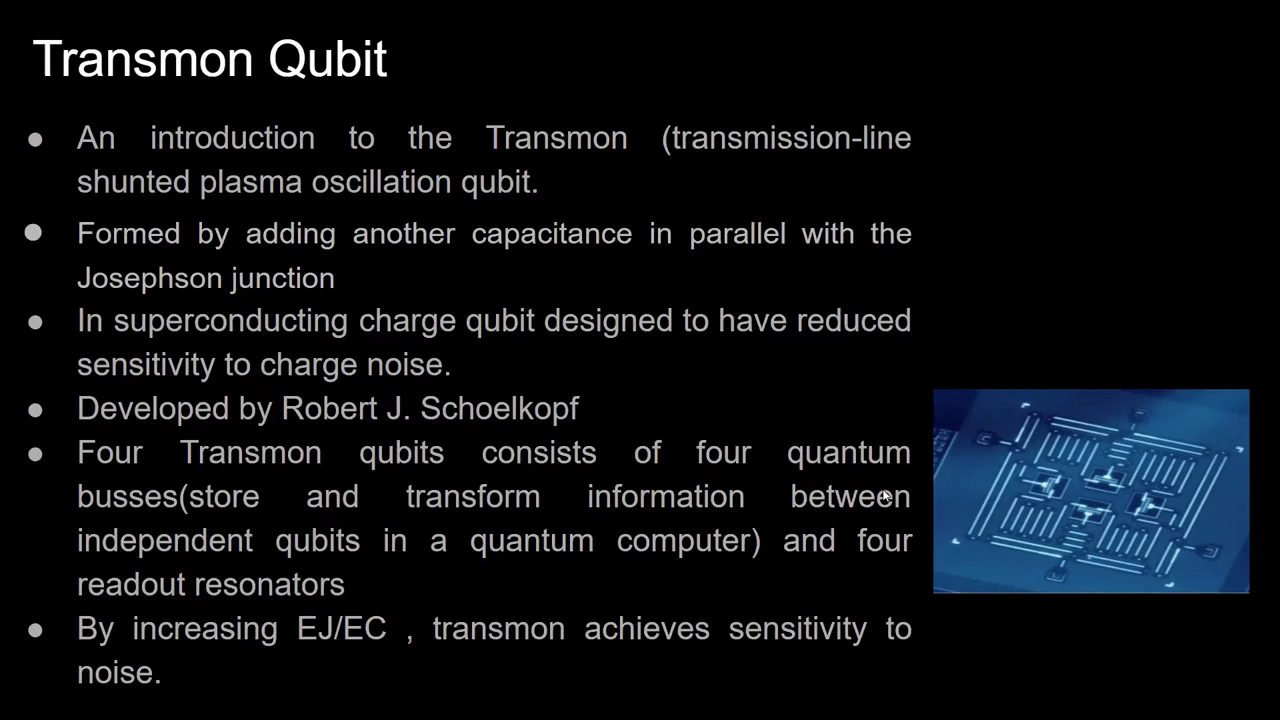 Transmon Qubit
● An introduction to the Transmon (transmission-line
shunted plasma oscillation qubit.
● Formed by adding another capacitance in parallel with the
Josephson junction
● In superconducting charge qubit designed to have reduced
sensitivity to charge noise.
● Developed by Robert J. Schoelkopf
● Four Transmon qubits consists of four quantum
busses(store and transform information between
independent qubits in a quantum computer) and four
readout resonators
● By increasing EJ/EC , transmon achieves sensitivity to
noise.